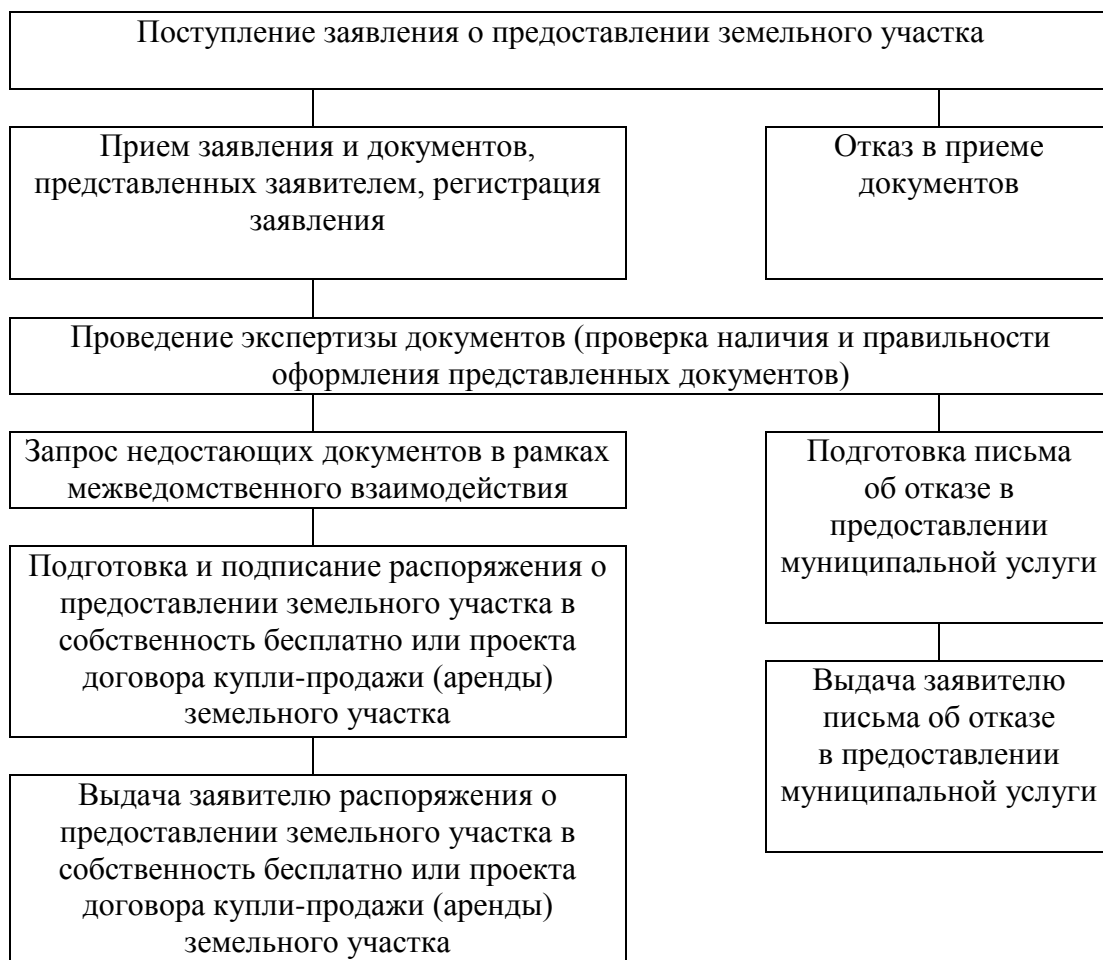 Поступление заявления о предоставлении земельного участка
Прием заявления и документов,
представленных заявителем, регистрация
заявления
Отказ в приеме
документов
Проведение экспертизы документов (проверка наличия и правильности
оформления представленных документов)
Запрос недостающих документов в рамках
межведомственного взаимодействия
Подготовка письма
об отказе в
предоставлении
муниципальной услуги
Подготовка и подписание распоряжения о
предоставлении земельного участка в
собственность бесплатно или проекта
договора купли-продажи (аренды)
земельного участка
Выдача заявителю
письма об отказе
в предоставлении
муниципальной услуги
Выдача заявителю распоряжения о
предоставлении земельного участка в
собственность бесплатно или проекта
договора купли-продажи (аренды)
земельного участка